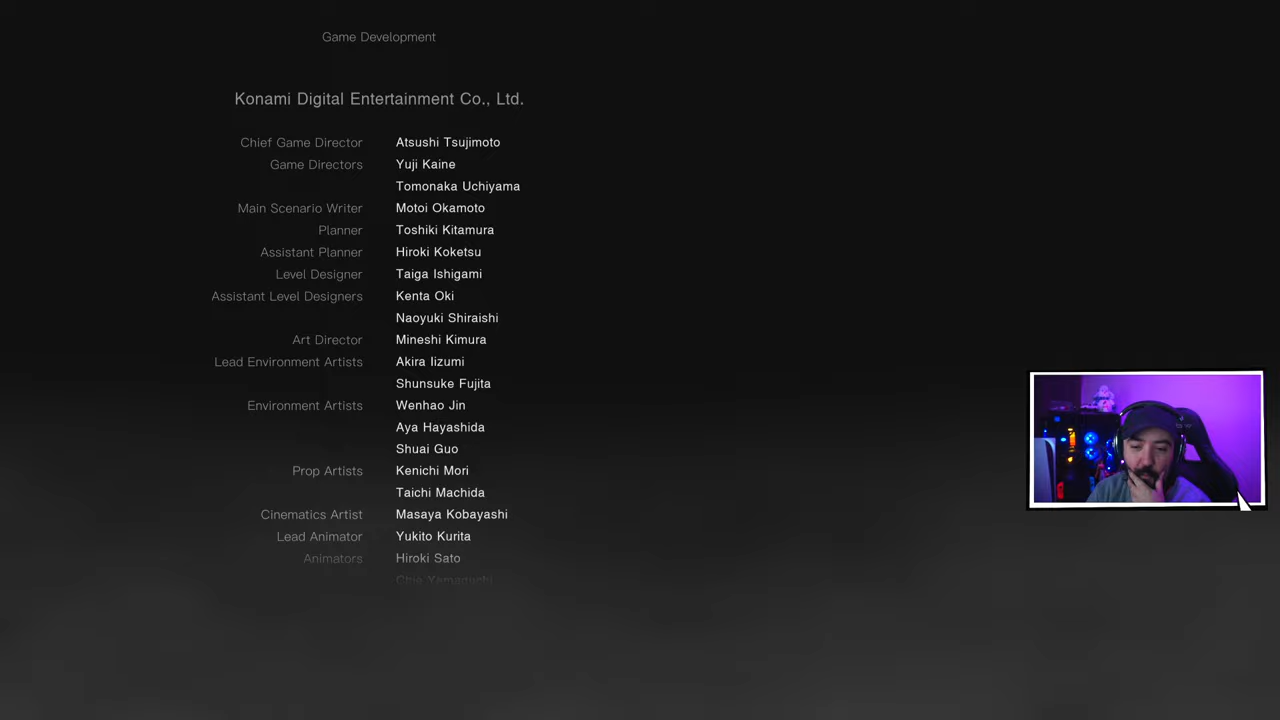 Game Development
Konami Digital Entertainment Co., Ltd.
Chief Game Director Atsushi Tsujimoto
Game Directors Yuji Kaine
Tomonaka Uchiyama
Main Scenario Writer Motoi Okamoto
Planner Toshiki Kitamura
Assistant Planner Hiroki Koketsu
Level Designer Taiga Ishigami
Assistant Level Designers Kenta Oki
Naoyuki Shiraishi
Art Director Mineshi Kimura
Lead Environment Artists Akira Iizumi
Shunsuke Fujita
Environment Artists Wenhao Jin
Aya Hayashida
Shuai Guo
Prop Artists Kenichi Mori
Taichi Machida
Cinematics Artist Masaya Kobayashi
Lead Animator Yukito Kurita
Animators Hiroki Sato
Chie Yamaguchi